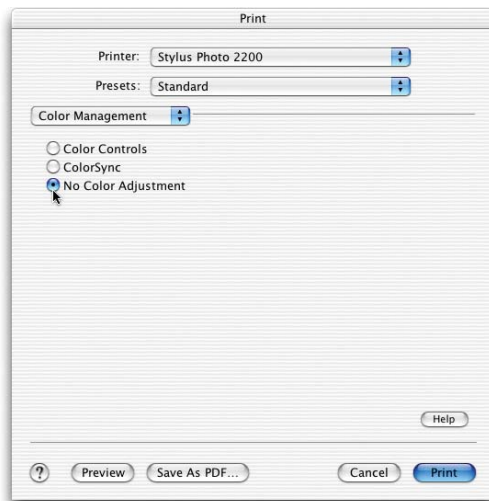 Print
Printer: Stylus Photo 2200
Presets: Standard
Color Management
Color Controls
ColorSync
No Color Adjustment
Help
? Preview Save As PDF... Cancel Print